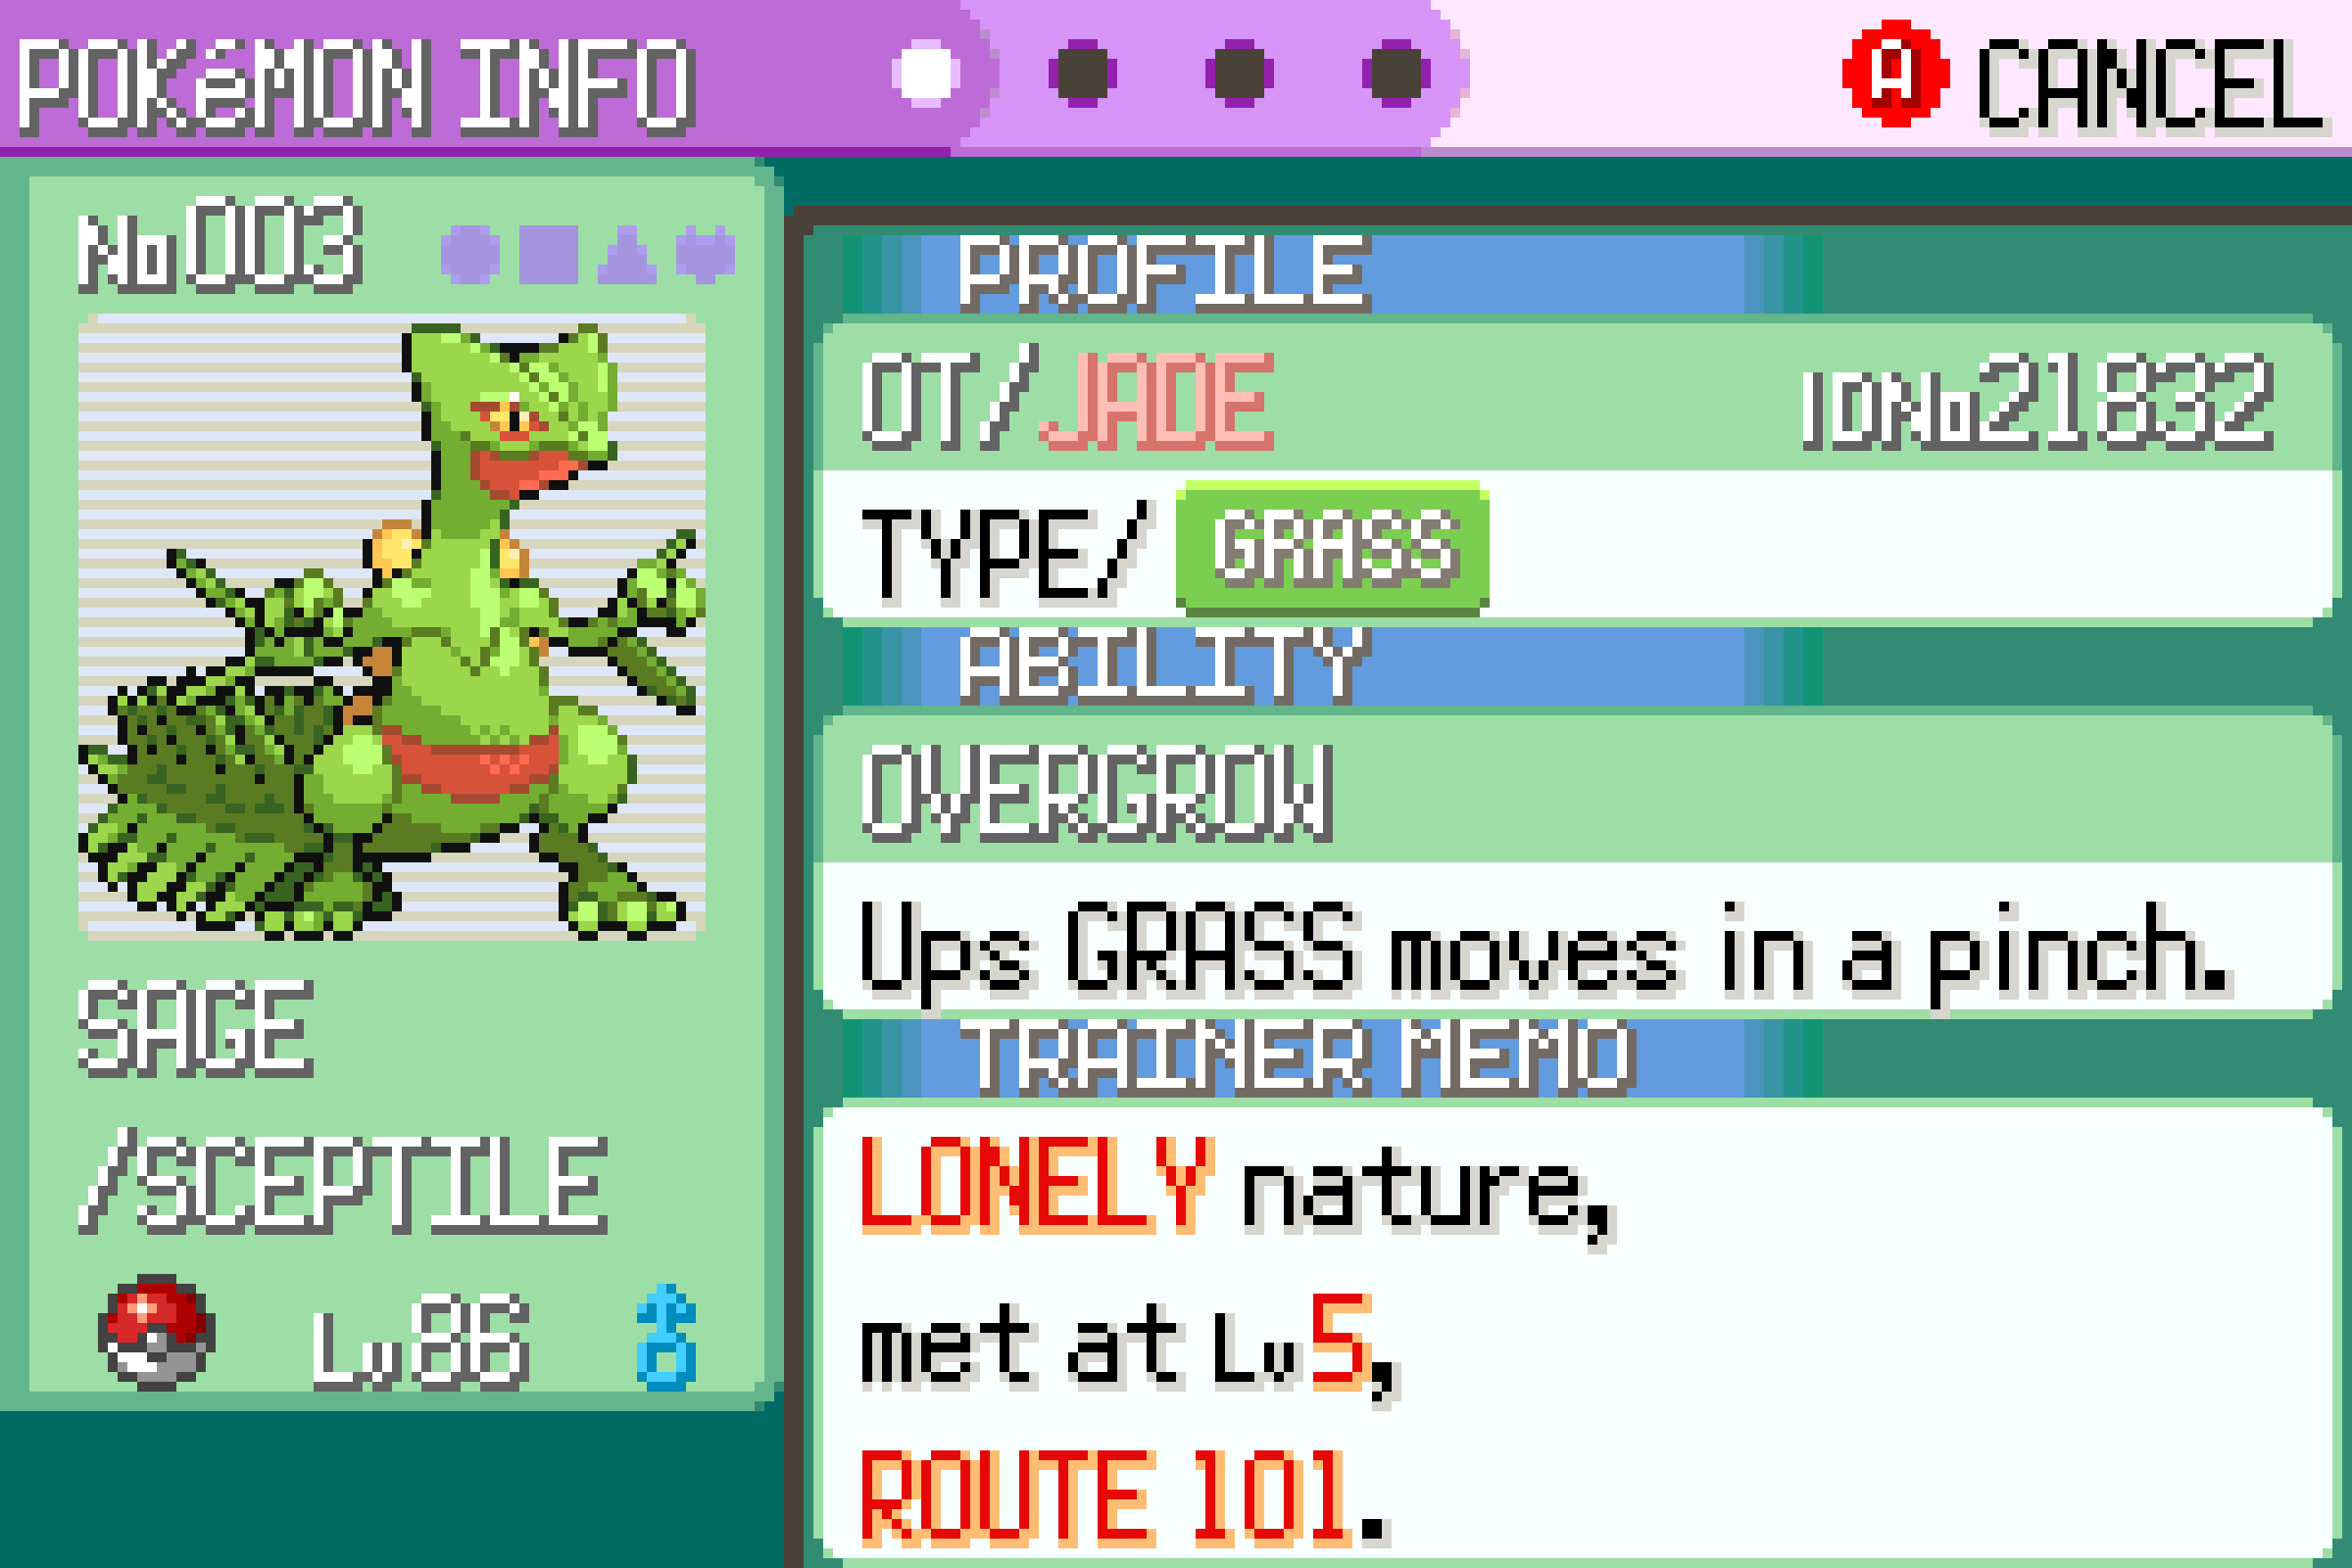 POKéMON INFO
A CANCEL
No003
PROFILE
OT/JADE
IDNo21832
TYPE/ GRASS
ABILITY
OVERGROW
Ups GRASS moves in a pinch.
SAGE
/SCEPTILE
Lv86 ♂
TRAINER MEMO
LONELY nature,
met at Lv5,
ROUTE 101.